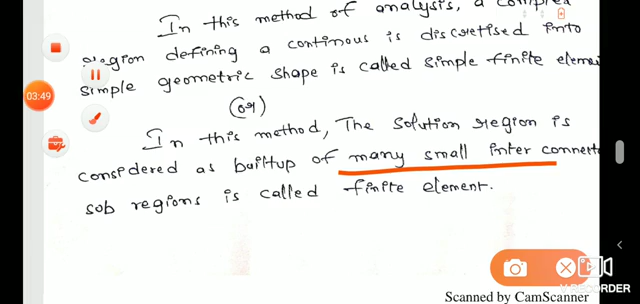 In this method of analysis, a complex
region defining a continous is discretised into
simple geometric shape is called simple finite element
(or)
In this method, The solution region is
considered as builtup of many small inter connecte
sub regions is called finite element.
03:49
V RECORDER
Scanned by CamScanner